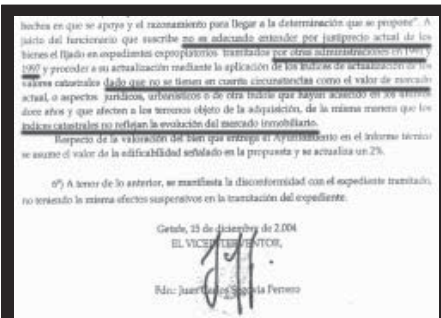 hechos en que se apoya y el razonamiento para llegar a la determinación que se propone". A
juicio del funcionario que suscribe no es adecuado entender por justiprecio actual de los
bienes el fijado en expedientes expropiatorios tramitados por otras administraciones en 1991 y
1997 y proceder a su actualización mediante la aplicación de los índices de actualización de los
valores catastrales dado que no se tienen en cuenta circunstancias como el valor de mercado
actual, o aspectos jurídicos, urbanísticos o de otra índole que hayan acaecido en los últimos
doce años y que afecten a los terrenos objeto de la adquisición, de la misma manera que los
índices catastrales no reflejan la evolución del mercado inmobiliario.
Respecto de la valoración del bien que entrega el Ayuntamiento en el informe técnico
se asume el valor de la edificabilidad señalado en la propuesta y se actualiza un 2%.
6º) A tenor de lo anterior, se manifiesta la disconformidad con el expediente tramitado,
no teniendo la misma efectos suspensivos en la tramitación del expediente.
Getafe, 15 de diciembre de 2.004
EL VICEINTERVENTOR,
Fdo.: Juan Carlos Segovia Ferrero